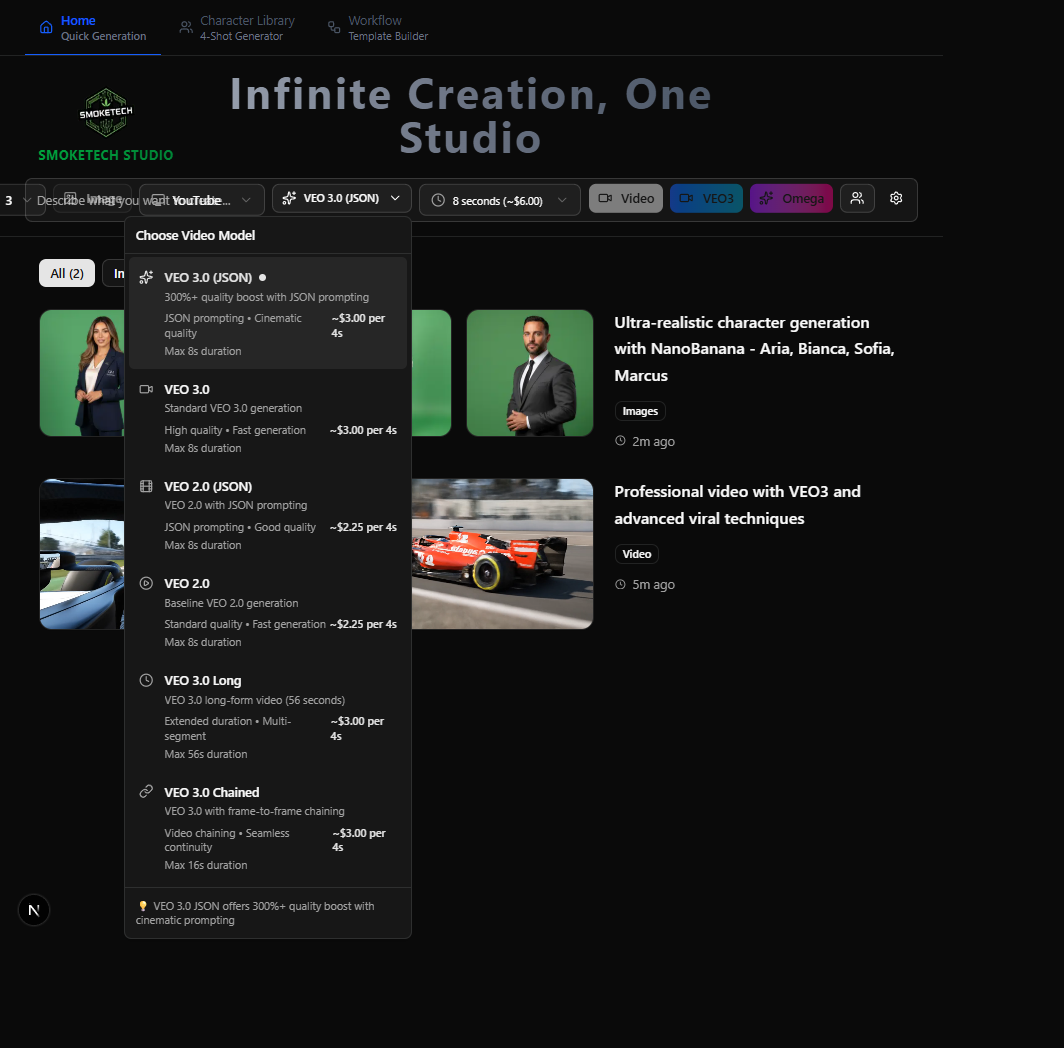 Home
Quick Generation
Character Library
4-Shot Generator
Workflow
Template Builder
Infinite Creation, One
Studio
SMOKETECH
SMOKETECH STUDIO
3
Image
Describe what you want
YouTube...
VEO 3.0 (JSON)
8 seconds (~$6.00)
Video
VEO3
Omega
Choose Video Model
All (2)
VEO 3.0 (JSON)
300%+ quality boost with JSON prompting
JSON prompting • Cinematic
quality
~$3.00 per
4s
Max 8s duration
VEO 3.0
Standard VEO 3.0 generation
High quality • Fast generation ~$3.00 per 4s
Max 8s duration
VEO 2.0 (JSON)
VEO 2.0 with JSON prompting
JSON prompting • Good quality ~$2.25 per 4s
Max 8s duration
VEO 2.0
Baseline VEO 2.0 generation
Standard quality • Fast generation ~$2.25 per 4s
Max 8s duration
VEO 3.0 Long
VEO 3.0 long-form video (56 seconds)
Extended duration • Multi-
segment
~$3.00 per
4s
Max 56s duration
VEO 3.0 Chained
VEO 3.0 with frame-to-frame chaining
Video chaining • Seamless
continuity
~$3.00 per
4s
Max 16s duration
💡 VEO 3.0 JSON offers 300%+ quality boost with
cinematic prompting
Ultra-realistic character generation
with NanoBanana - Aria, Bianca, Sofia,
Marcus
Images
2m ago
Professional video with VEO3 and
advanced viral techniques
Video
5m ago
N